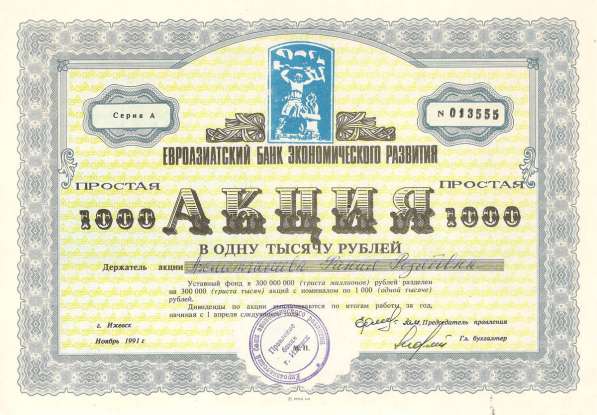 Серия А
N 013555
ЕВРОАЗИАТСКИЙ БАНК ЭКОНОМИЧЕСКОГО РАЗВИТИЯ
ПРОСТАЯ ПРОСТАЯ
1000 АКЦИЯ 1000
В ОДНУ ТЫСЯЧУ РУБЛЕЙ
Держатель акции
Уставный фонд в 300 000 000 (триста миллионов) рублей разделен
на 300 000 (триста тысяч) акций с номиналом по 1 000 (одной тысяче)
рублей.
Дивиденды по акции выплачиваются по итогам работы за год,
начиная с 1 апреля следующего года.
г. Ижевск
Председатель правления
Ноябрь 1991 г
Гл. бухгалтер
Правление
банка
г. Ижевск
М.П.